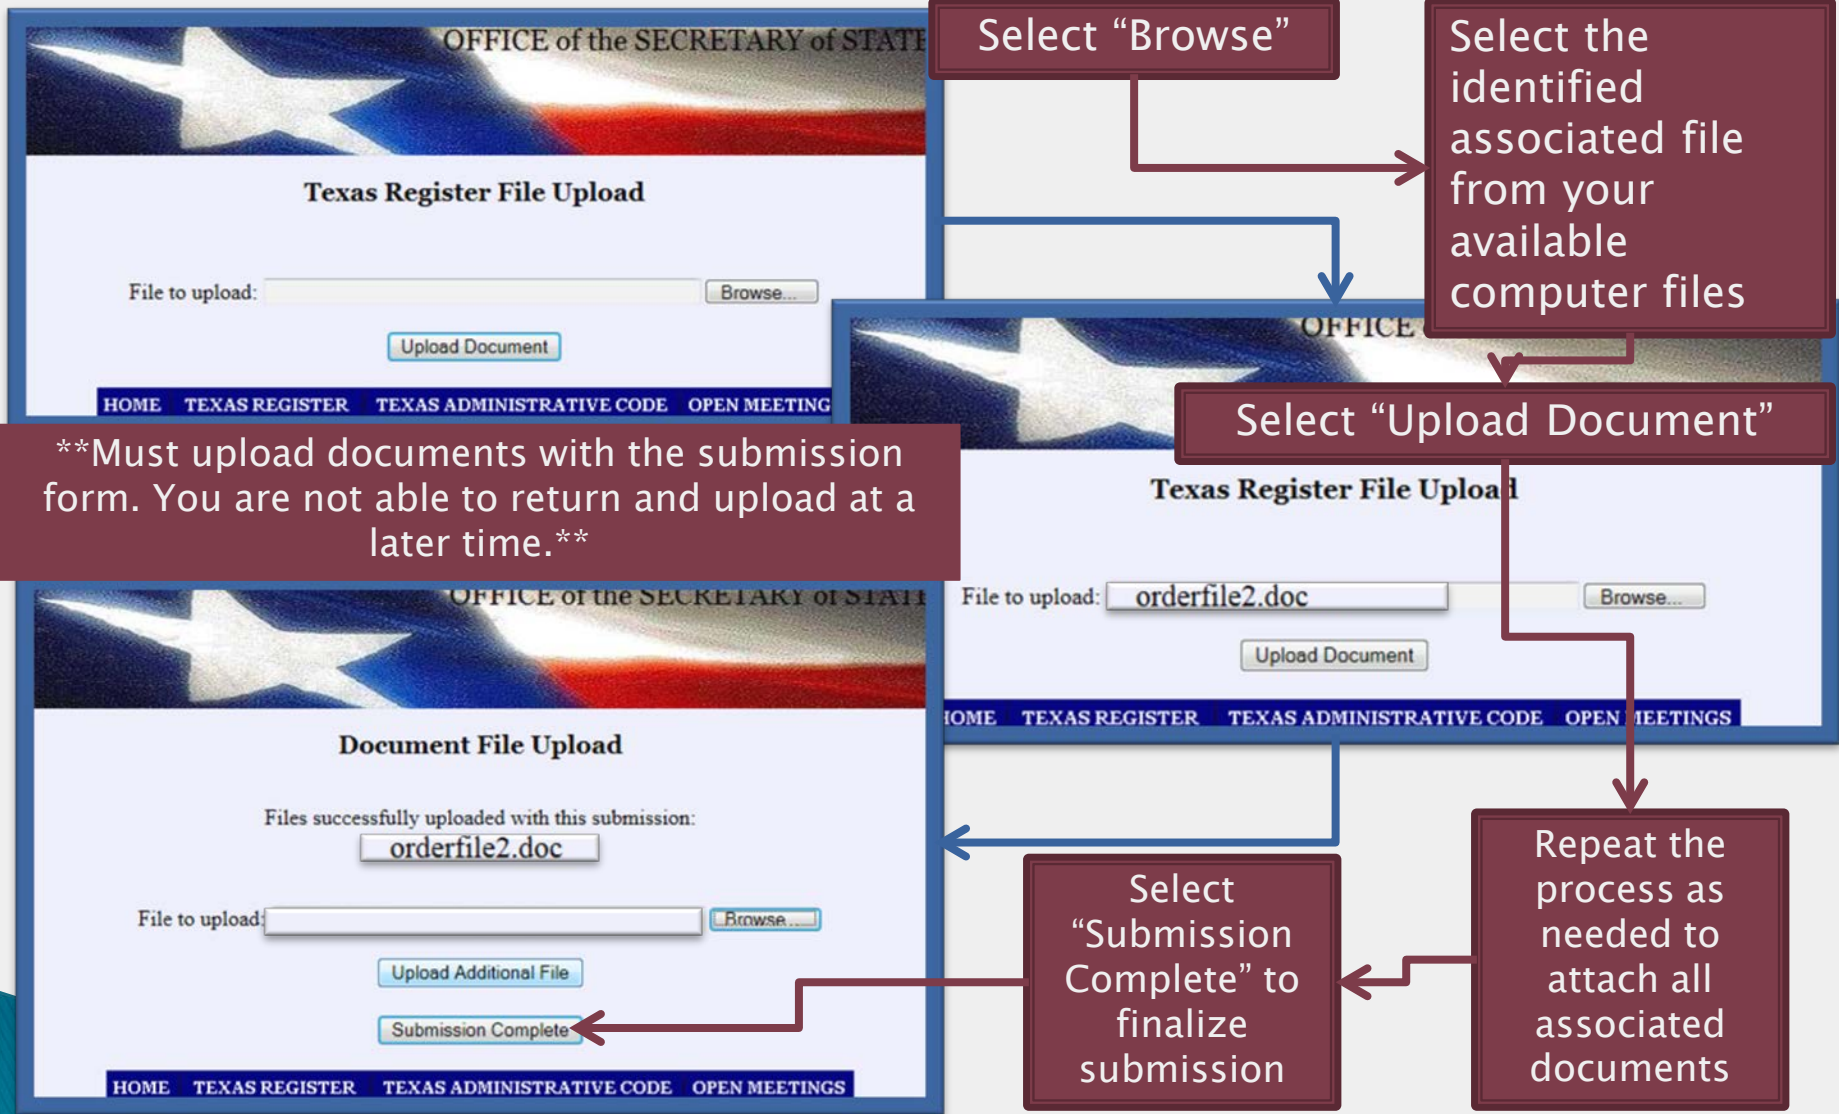 OFFICE of the SECRETARY of STATE
Texas Register File Upload
File to upload:
Browse...
Upload Document
HOME TEXAS REGISTER TEXAS ADMINISTRATIVE CODE OPEN MEETING
Select “Browse”
Select the
identified
associated file
from your
available
computer files
OFFICE
Select “Upload Document”
Texas Register File Upload
File to upload: orderfile2.doc Browse...
Upload Document
HOME TEXAS REGISTER TEXAS ADMINISTRATIVE CODE OPEN MEETINGS
**Must upload documents with the submission
form. You are not able to return and upload at a
later time.**
OFFICE of the SECRETARY of STATE
Document File Upload
Files successfully uploaded with this submission:
orderfile2.doc
File to upload: Browse...
Upload Additional File
Submission Complete
HOME TEXAS REGISTER TEXAS ADMINISTRATIVE CODE OPEN MEETINGS
Select
“Submission
Complete” to
finalize
submission
Repeat the
process as
needed to
attach all
associated
documents